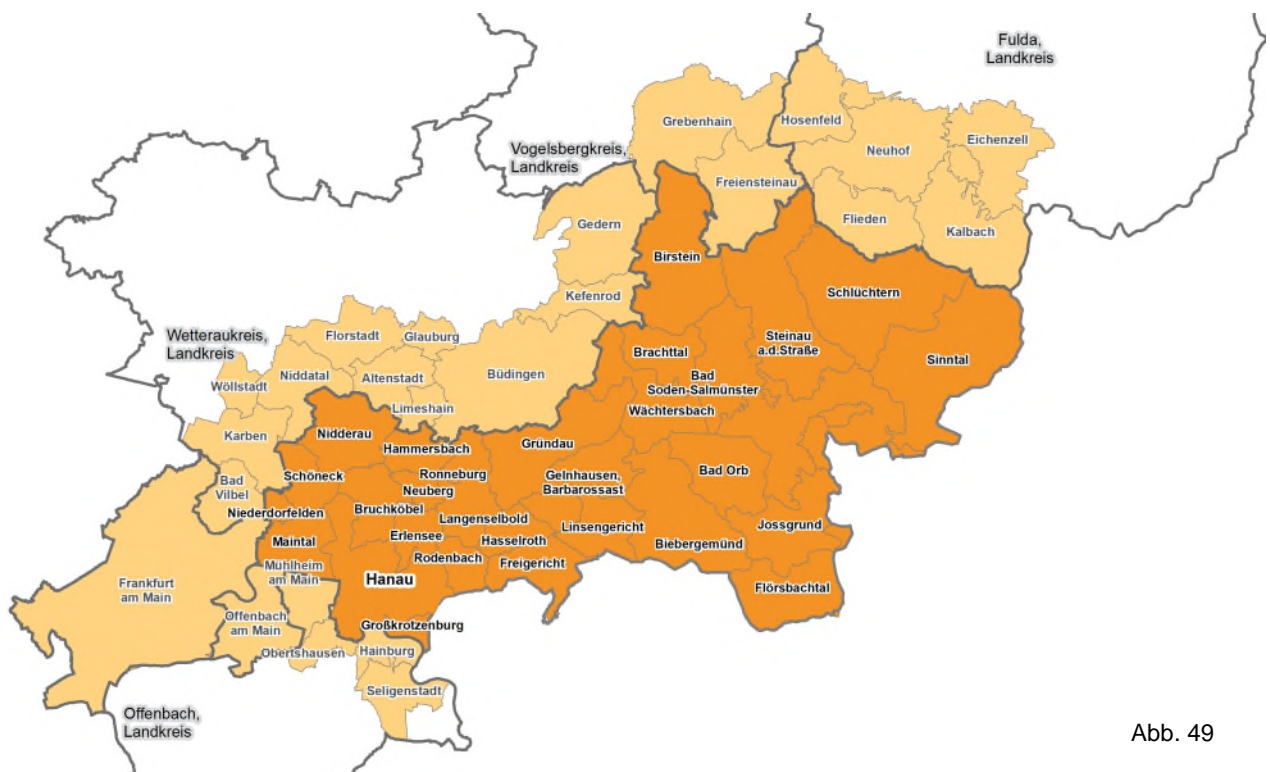 Fulda,
Landkreis
Grebenhain
Hosenfeld
Eichenzell
Neuhof
Vogelsbergkreis,
Landkreis
Freiensteinau
Flieden
Kalbach
Gedern
Birstein
Kefenrod
Schlüchtern
Wetteraukreis,
Landkreis
Florstadt
Glauburg
Steinau
a.d.Straße
Brachttal
Sinntal
Wöllstadt
Niddatal
Altenstadt
Büdingen
Bad
Soden-Salmünster
Limeshain
Wächtersbach
Karben
Nidderau
Hammersbach
Gründau
Bad
Vilbel
Schöneck
Ronneburg
Gelnhausen,
Barbarossast
Bad Orb
Neuberg
Niederdorfelden
Bruchköbel
Langenselbold
Linsengericht
Jossgrund
Maintal
Erlensee
Hasselroth
Biebergemünd
Mühlheim
am Main
Rodenbach
Freigericht
Frankfurt
am Main
Hanau
Flörsbachtal
Offenbach
am Main
Großkrotzenburg
Obertshausen
Hainburg
Seligenstadt
Offenbach,
Landkreis
Abb. 49